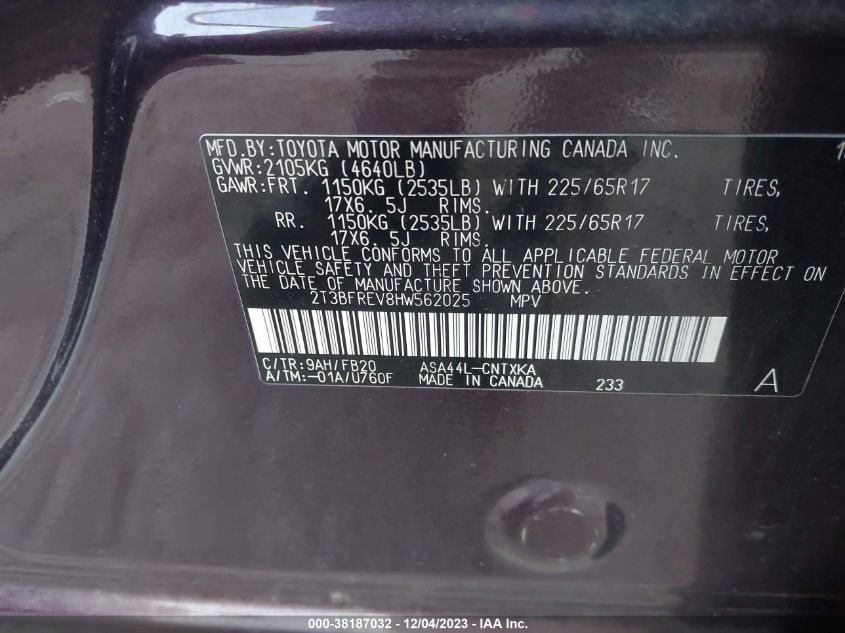 MFD.BY:TOYOTA MOTOR MANUFACTURING CANADA INC.
GVWR:2105KG (4640LB)
GAWR:FRT. 1150KG (2535LB) WITH 225/65R17 TIRES,
17X6. 5J RIMS.
RR. 1150KG (2535LB) WITH 225/65R17 TIRES,
17X6. 5J RIMS.
THIS VEHICLE CONFORMS TO ALL APPLICABLE FEDERAL MOTOR
VEHICLE SAFETY AND THEFT PREVENTION STANDARDS IN EFFECT ON
THE DATE OF MANUFACTURE SHOWN ABOVE.
2T3BFREV8HW562025 MPV
C/TR:9AH/FB20 ASA44L-CNTXKA
A/TM:-01A/U760F MADE IN CANADA 233 A
000-38187032 - 12/04/2023 - IAA Inc.